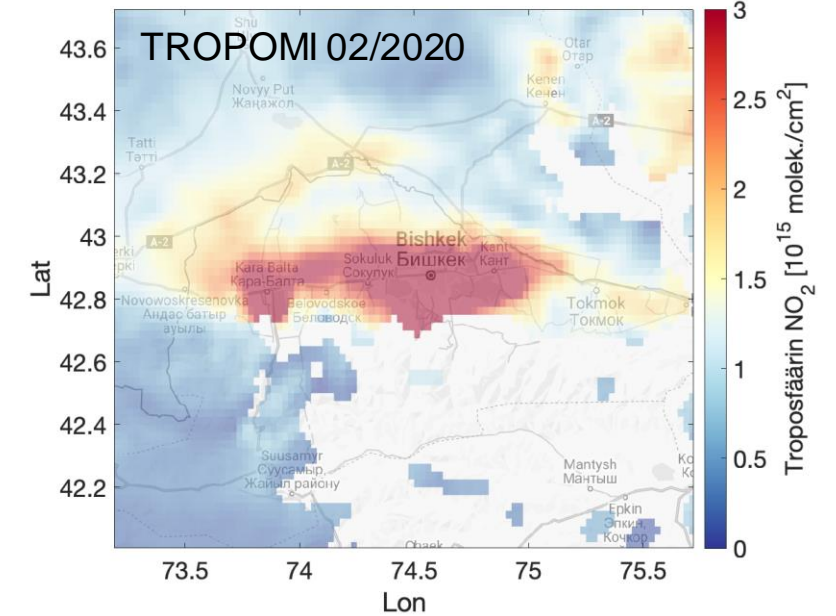 TROPOMI 02/2020
Shu
Novyy Put
Жаңажол
Tatti
Тәтті
Otar
Отар
Kenen
Кенен
A-2
A-2
A-2
Bishkek
Бишкек
Kant
Кант
Sokuluk
Сокулук
Kara Balta
Кара-Балта
Belovodskoe
Беловодск
Novowoskresenovka
Андас батыр
ауылы
Tokmok
Токмок
Suusamyr
Суусамыр,
Жайыл району
Mantysh
Мантыш
Epkin
Эпкин,
Кочкор
43.6
43.4
43.2
43
42.8
42.6
42.4
42.2
Lat
73.5 74 74.5 75 75.5
Lon
3
2.5
2
1.5
1
0.5
0
Troposfäärin NO₂ [10¹⁵ molek./cm²]